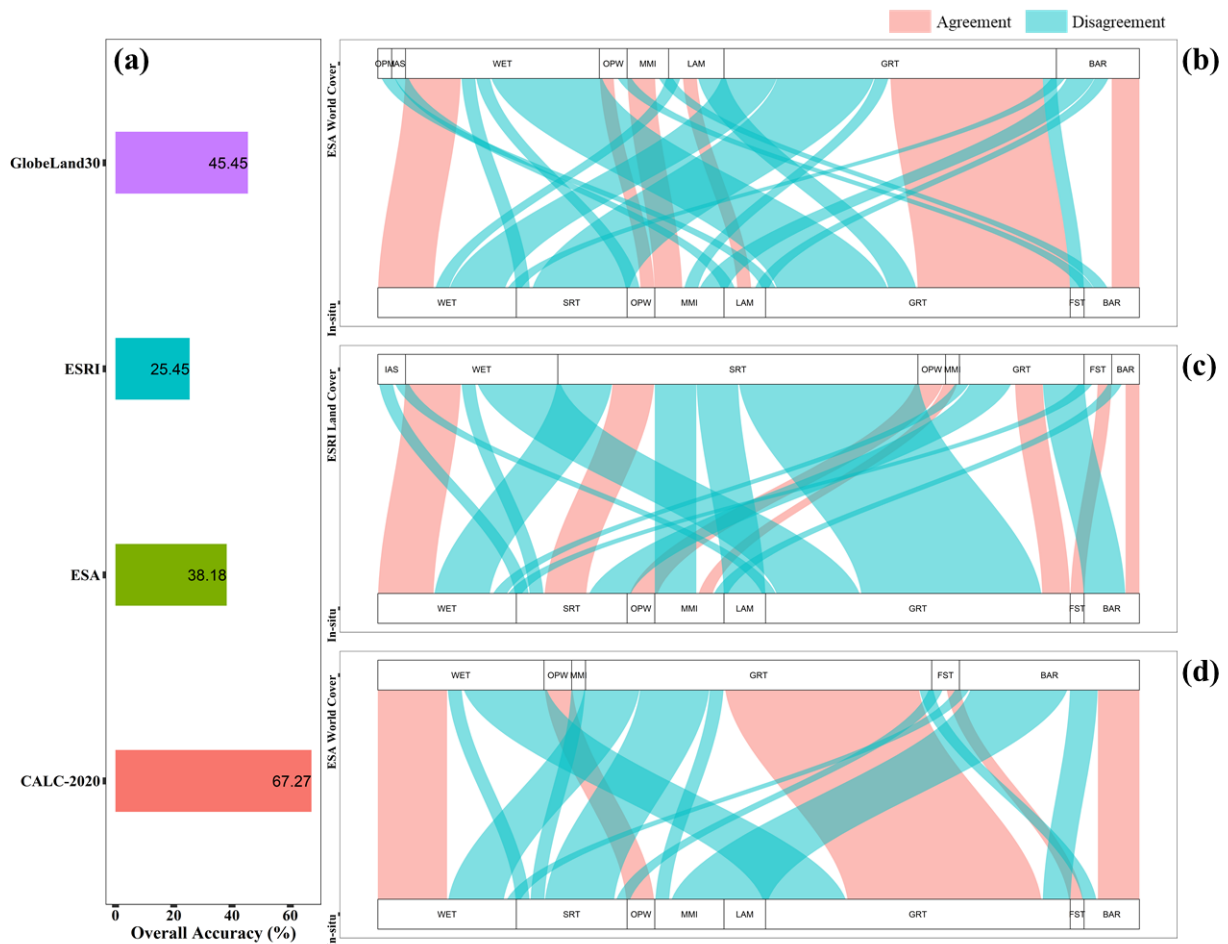 Agreement Disagreement
(a)
GlobeLand30 45.45
ESRI 25.45
ESA 38.18
CALC-2020 67.27
0 20 40 60
Overall Accuracy (%)
(b)
ESA World Cover
OPM IAS WET OPW MMI LAM GRT BAR
In-situ
WET SRT OPW MMI LAM GRT FST BAR
(c)
ESRI Land Cover
IAS WET SRT OPW MMI GRT FST BAR
In-situ
WET SRT OPW MMI LAM GRT FST BAR
(d)
ESA World Cover
WET OPW MM GRT FST BAR
n-situ
WET SRT OPW MMI LAM GRT FST BAR